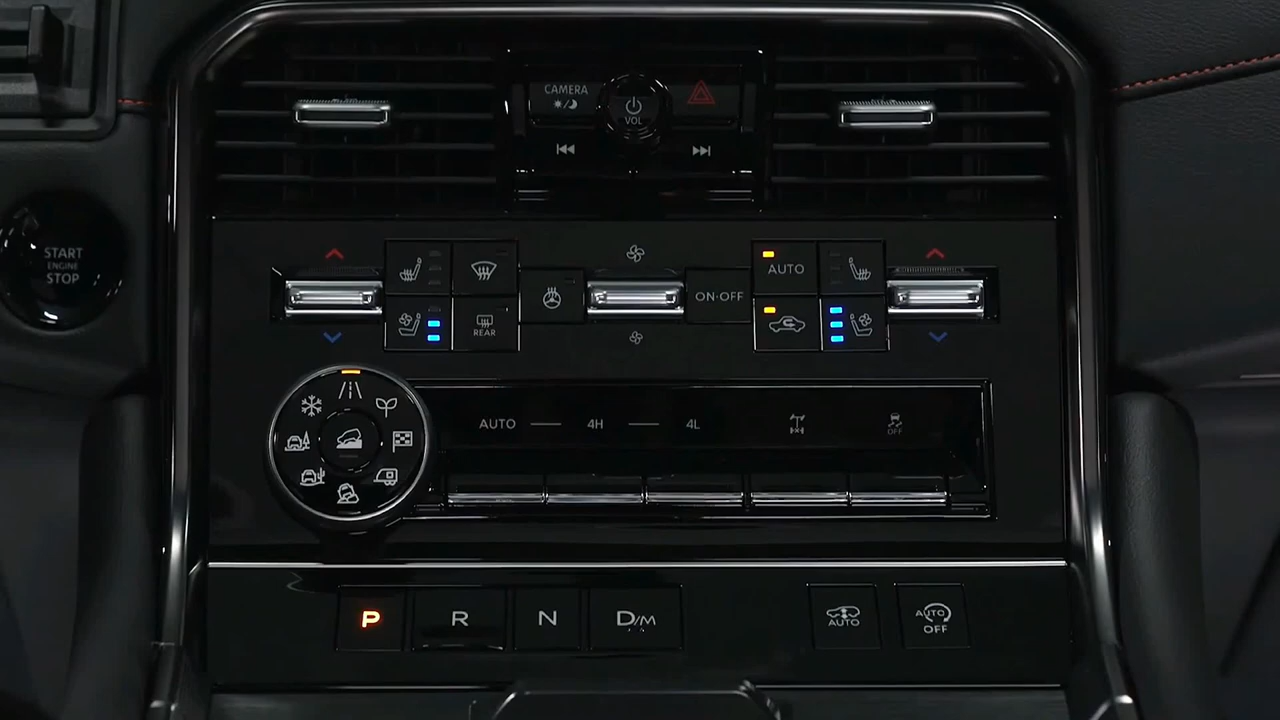 CAMERA
VOL
START
ENGINE
STOP
AUTO
ON·OFF
REAR
AUTO
4H
4L
OFF
P
R
N
D/M
AUTO
AUTO
OFF